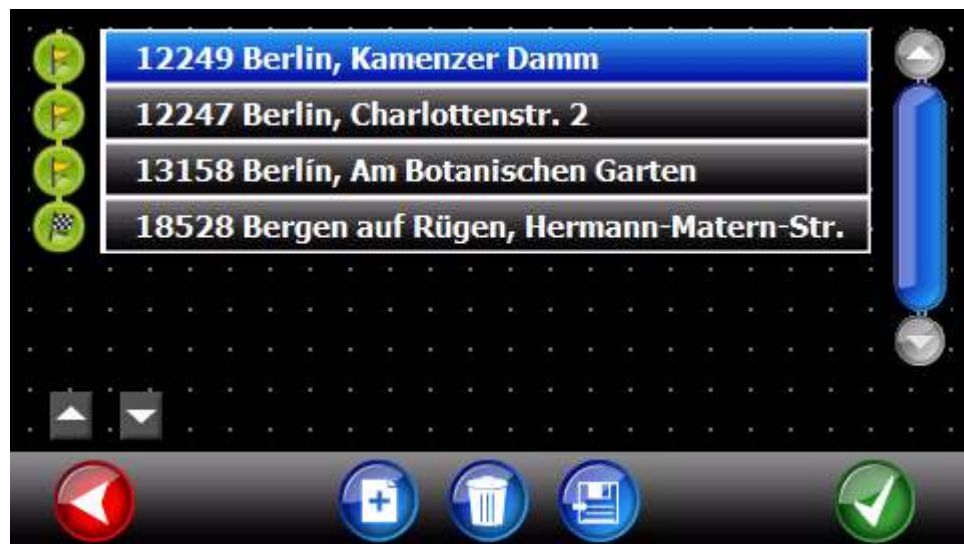 12249 Berlin, Kamenzer Damm
12247 Berlin, Charlottenstr. 2
13158 Berlín, Am Botanischen Garten
18528 Bergen auf Rügen, Hermann-Matern-Str.